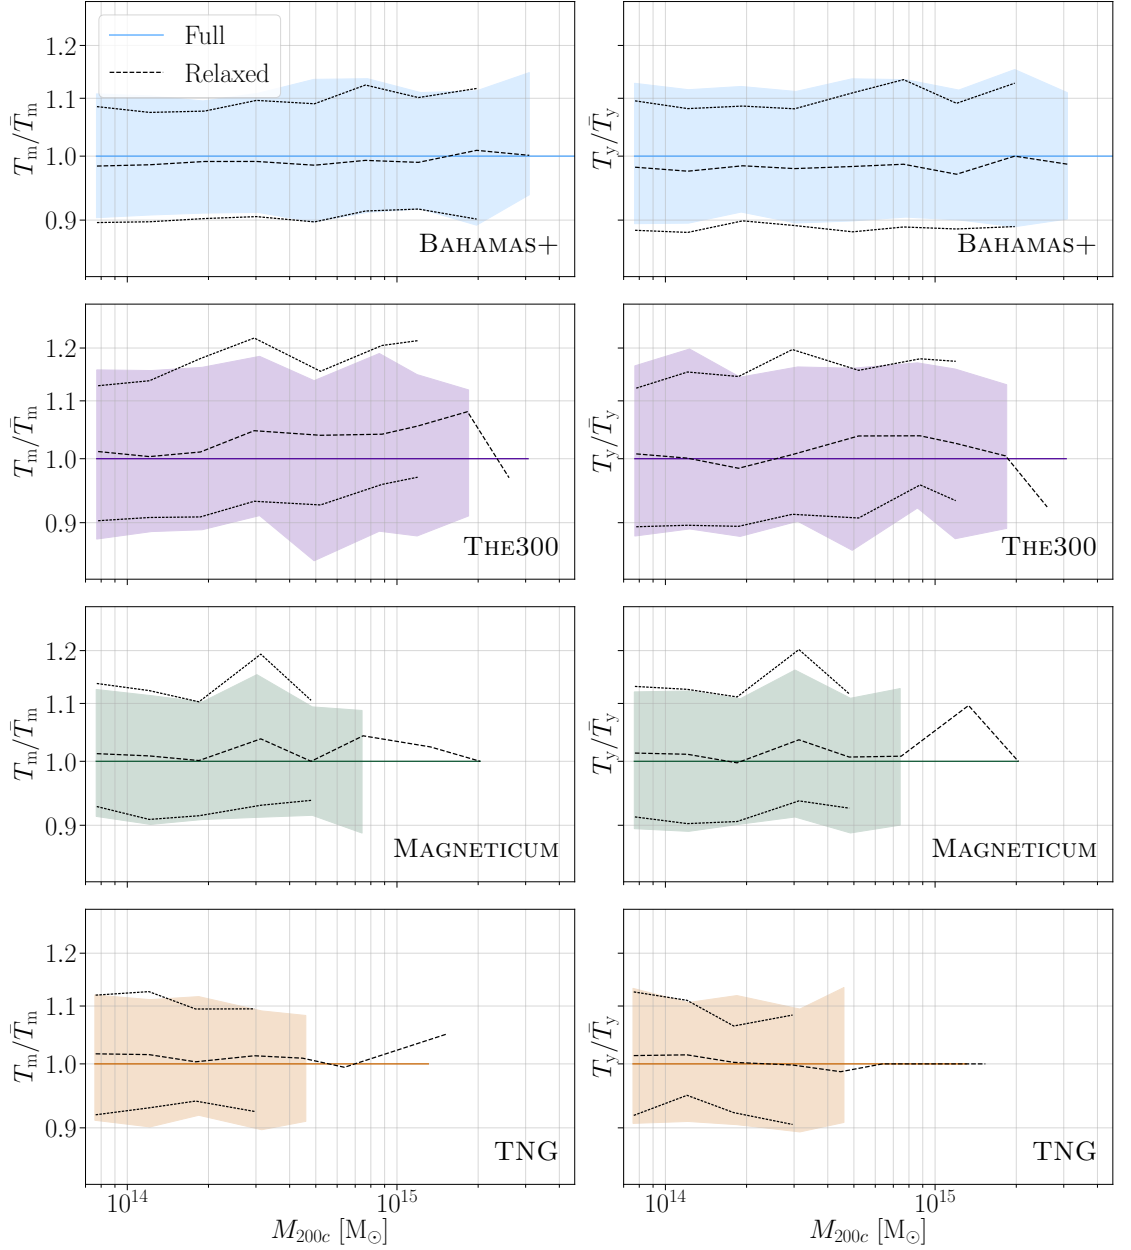 Full
Relaxed
1.2
1.1
1.0
0.9
T_m/T̄_m
BAHAMAS+
T_y/T̄_y
BAHAMAS+
1.2
1.1
1.0
0.9
T_m/T̄_m
THE300
T_y/T̄_y
THE300
1.2
1.1
1.0
0.9
T_m/T̄_m
MAGNETICUM
T_y/T̄_y
MAGNETICUM
1.2
1.1
1.0
0.9
T_m/T̄_m
TNG
T_y/T̄_y
TNG
10^14 10^15
M_200c [M_⊙]
10^14 10^15
M_200c [M_⊙]